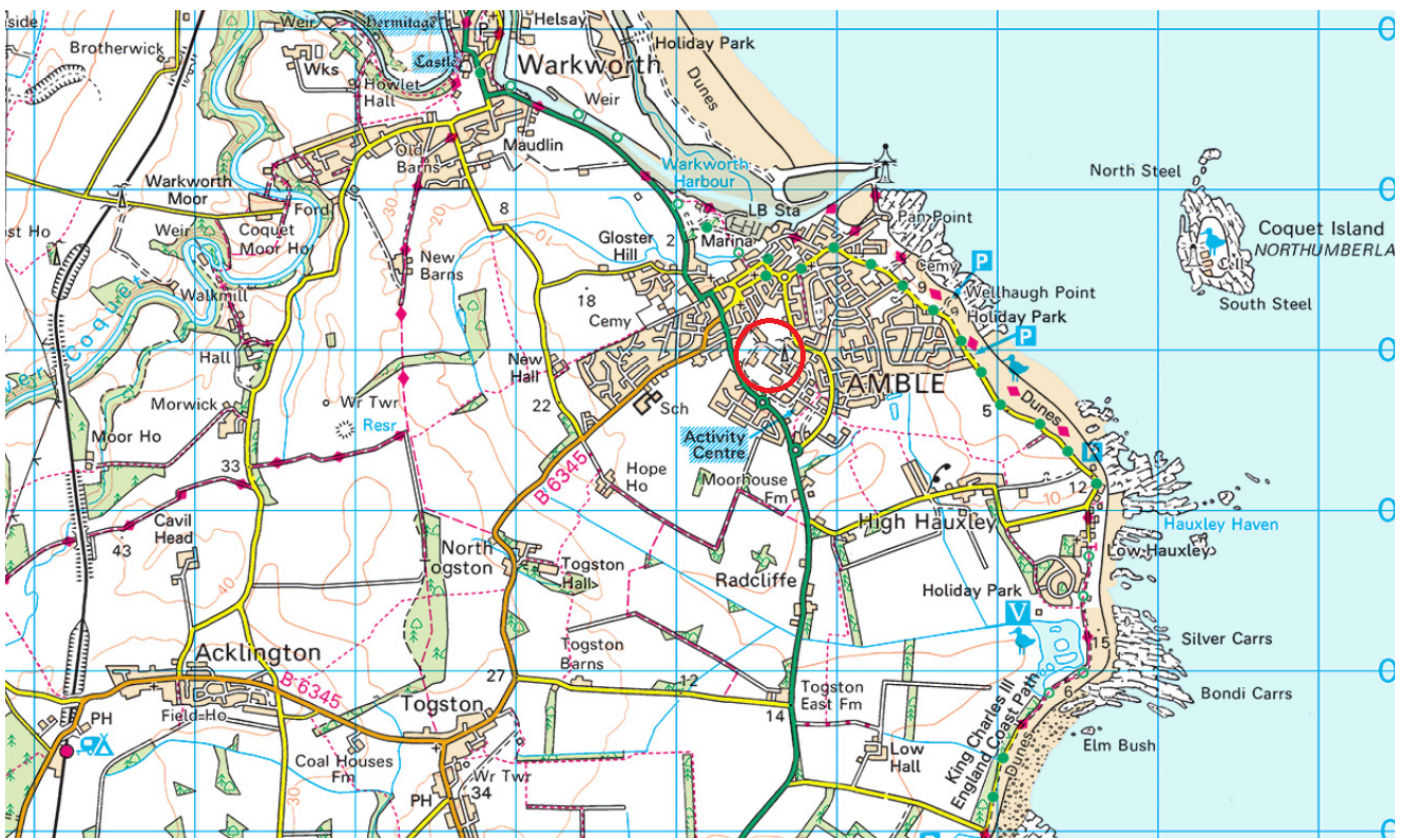 side
Weir
Hermitage
P
Helsay
Holiday Park
Brotherwick
Wks
Castle
Warkworth
Dunes
Howlet
Hall
Weir
Old
Barns
Maudlin
Warkworth
Harbour
North Steel
Warkworth
Moor
Ford
8
LB Sta
Pan Point
Coquet Island
NORTHUMBERLA
st Ho
Weir
Coquet
Moor Ho
30
20
10
Gloster
Hill
2
Marina
Cemy
P
Cell
New
Barns
9
Wellhaugh Point
South Steel
Walkmill
18
Cemy
Holiday Park
P
Coquet
Hall
New
Hall
AMBLE
Morwick
Wr Twr
22
Sch
5
Dunes
Moor Ho
Resr
Activity
Centre
P
33
B 6345
Hope
Ho
Moorhouse
Fm
12
10
Cavil
Head
43
High Hauxley
Hauxley Haven
North
Togston
Togston
Hall
Low Hauxley
40
Radcliffe
Holiday Park
V
Togston
Barns
15
Silver Carrs
Acklington
B 6345
27
12
6
Bondi Carrs
PH
Field Ho
Togston
14
Togston
East Fm
King Charles III
England Coast Path
Elm Bush
Coal Houses
Fm
Wr Twr
Low
Hall
Dunes
30
PH
34